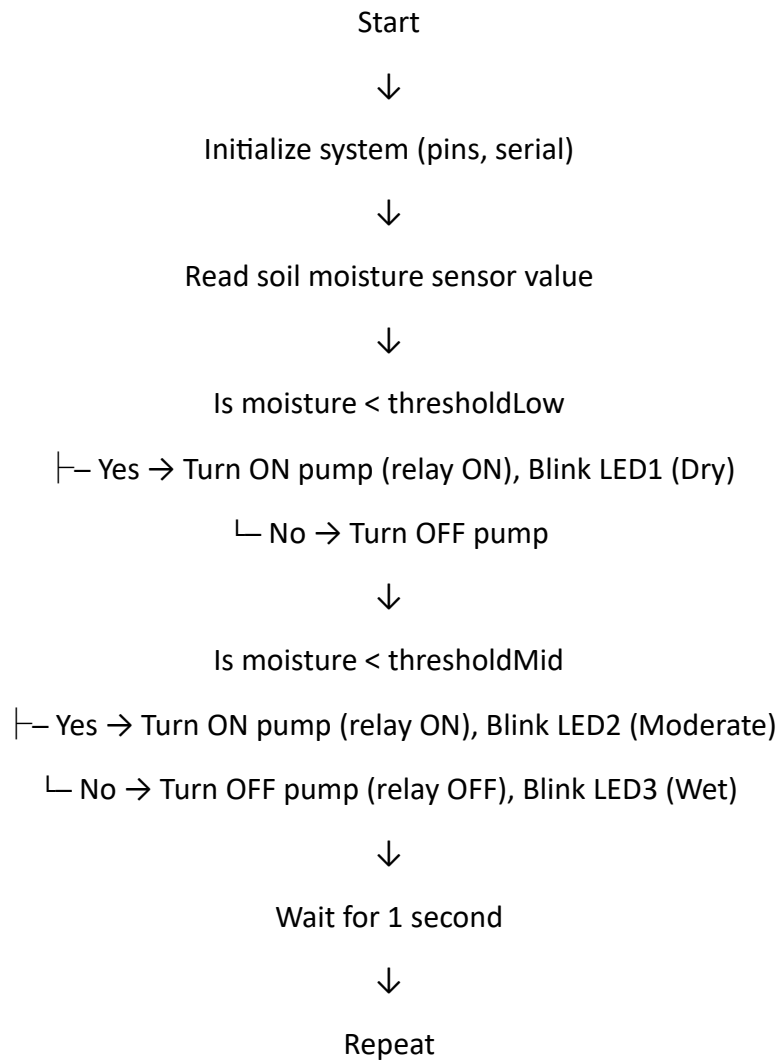 Start
↓
Initialize system (pins, serial)
↓
Read soil moisture sensor value
↓
Is moisture < thresholdLow
├– Yes → Turn ON pump (relay ON), Blink LED1 (Dry)
└– No → Turn OFF pump
↓
Is moisture < thresholdMid
├– Yes → Turn ON pump (relay ON), Blink LED2 (Moderate)
└– No → Turn OFF pump (relay OFF), Blink LED3 (Wet)
↓
Wait for 1 second
↓
Repeat